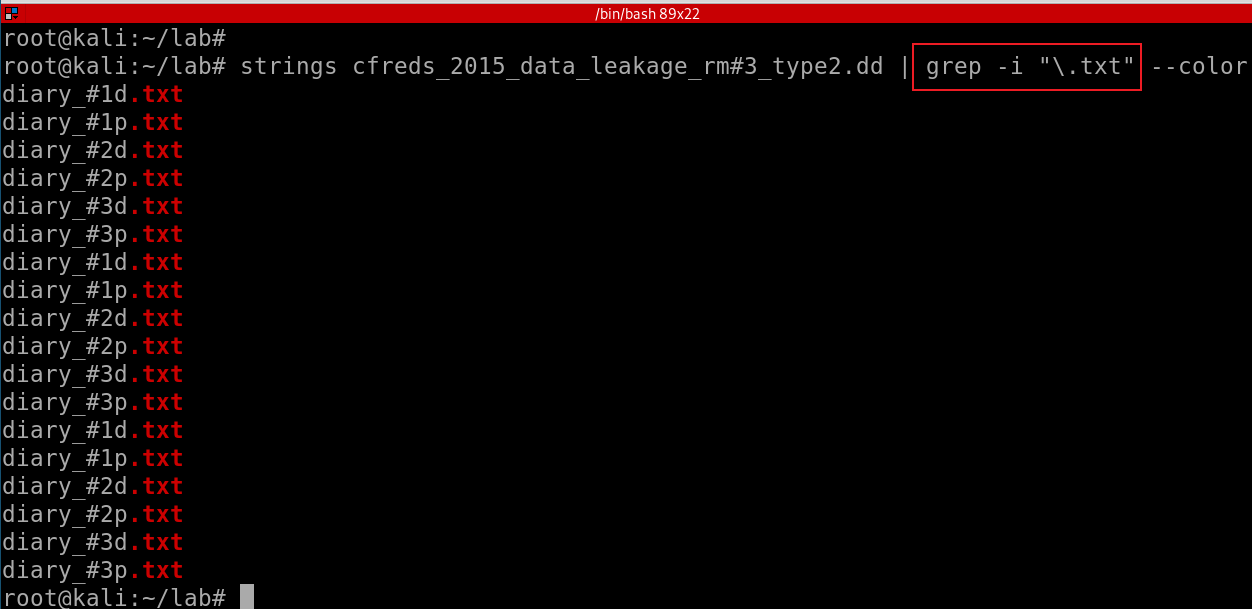 /bin/bash 89x22
root@kali:~/lab#
root@kali:~/lab# strings cfreds_2015_data_leakage_rm#3_type2.dd | grep -i "\.txt" --color
diary_#1d.txt
diary_#1p.txt
diary_#2d.txt
diary_#2p.txt
diary_#3d.txt
diary_#3p.txt
diary_#1d.txt
diary_#1p.txt
diary_#2d.txt
diary_#2p.txt
diary_#3d.txt
diary_#3p.txt
diary_#1d.txt
diary_#1p.txt
diary_#2d.txt
diary_#2p.txt
diary_#3d.txt
diary_#3p.txt
root@kali:~/lab#